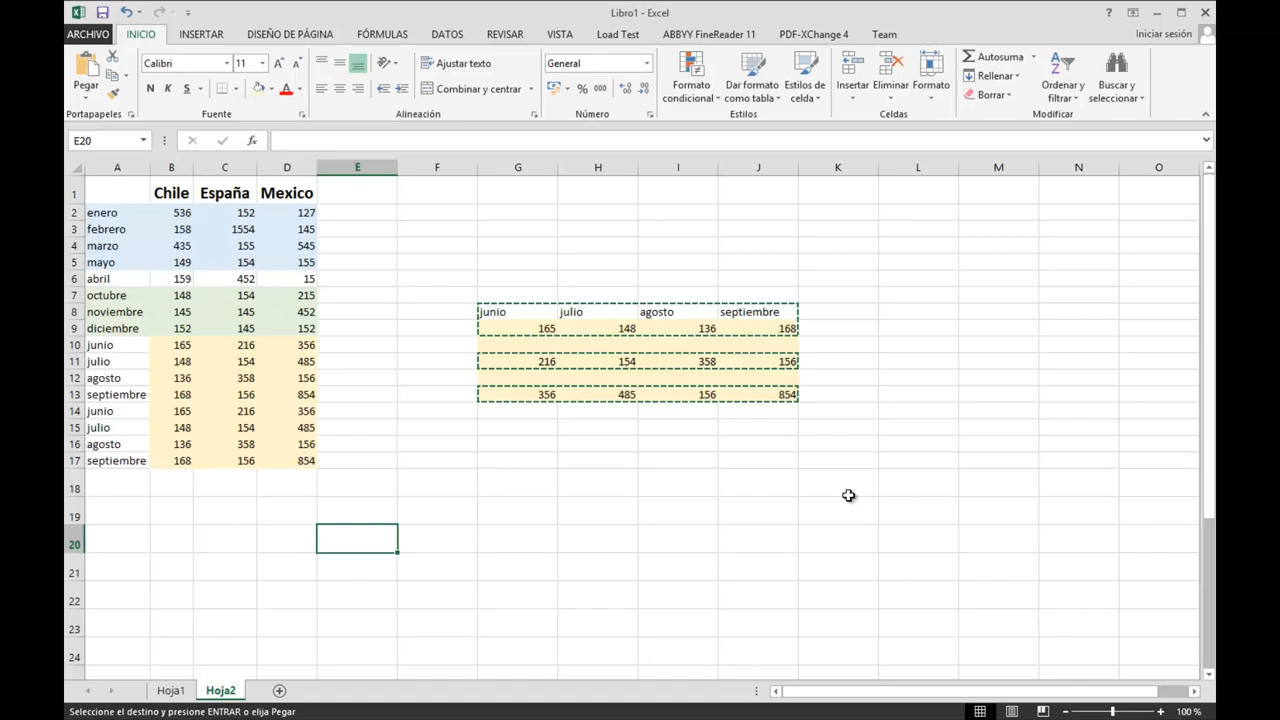 Libro1 - Excel
ARCHIVO INICIO INSERTAR DISEÑO DE PÁGINA FÓRMULAS DATOS REVISAR VISTA Load Test ABBYY FineReader 11 PDF-XChange 4 Team Iniciar sesión
Pegar
Calibri 11
N K S
Ajustar texto
Combinar y centrar
General
% 000
Formato condicional
Dar formato como tabla
Estilos de celda
Insertar Eliminar Formato
Autosuma
Rellenar
Borrar
Ordenar y filtrar
Buscar y seleccionar
Portapapeles Fuente Alineación Número Estilos Celdas Modificar
E20
A B C D E F G H I J K L M N O
1 Chile España Mexico
2 enero 536 152 127
3 febrero 158 1554 145
4 marzo 435 155 545
5 mayo 149 154 155
6 abril 159 452 15
7 octubre 148 154 215
8 noviembre 145 145 452 junio julio agosto septiembre
9 diciembre 152 145 152 165 148 136 168
10 junio 165 216 356
11 julio 148 154 485 216 154 358 156
12 agosto 136 358 156
13 septiembre 168 156 854 356 485 156 854
14 junio 165 216 356
15 julio 148 154 485
16 agosto 136 358 156
17 septiembre 168 156 854
18
19
20
21
22
23
24
Hoja1 Hoja2
Seleccione el destino y presione ENTRAR o elija Pegar 100 %